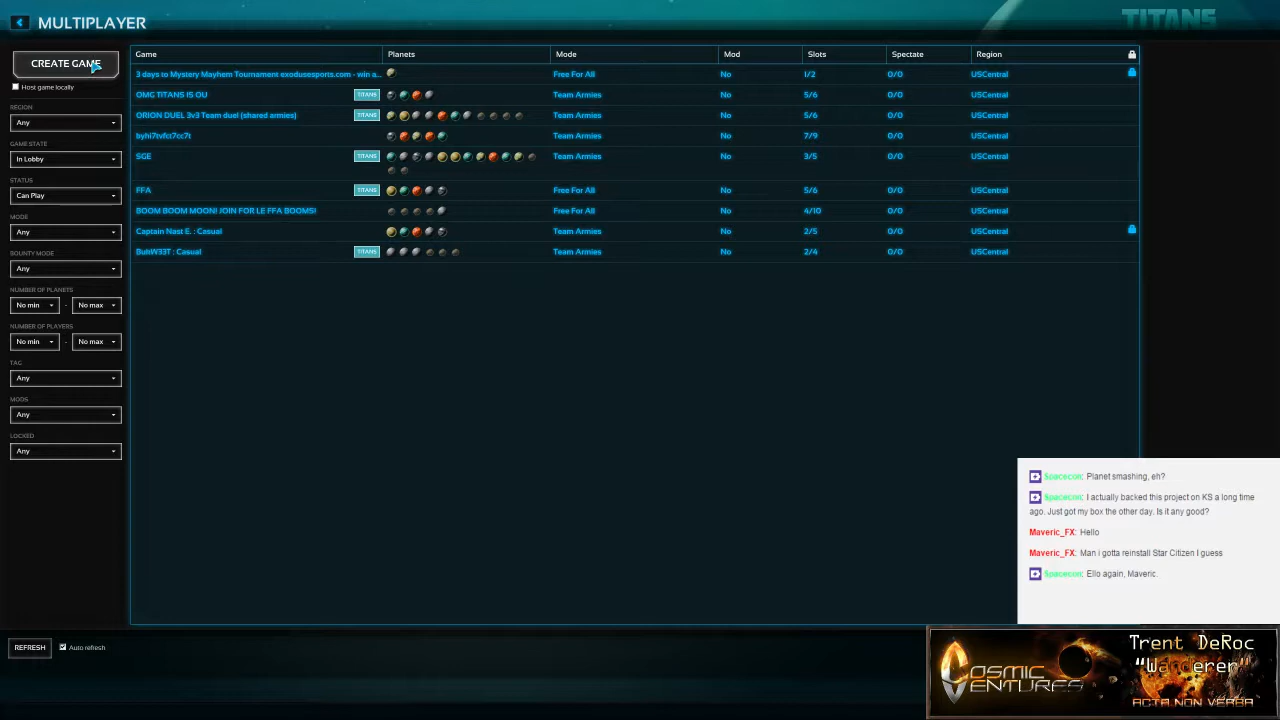 MULTIPLAYER
TITANS
CREATE GAME
Host game locally
REGION
Any
GAME STATE
In Lobby
STATUS
Can Play
MODE
Any
BOUNTY MODE
Any
NUMBER OF PLANETS
No min - No max
NUMBER OF PLAYERS
No min - No max
TAG
Any
MODS
Any
LOCKED
Any
Game Planets Mode Mod Slots Spectate Region
3 days to Mystery Mayhem Tournament exodusesports.com - win a... Free For All No 1/2 0/0 USCentral
OMG TITANS IS OU TITANS Team Armies No 5/6 0/0 USCentral
ORION DUEL 3v3 Team duel (shared armies) TITANS Team Armies No 5/6 0/0 USCentral
byhi7tvfct7cc7t Team Armies No 7/9 0/0 USCentral
SGE TITANS Team Armies No 3/5 0/0 USCentral
FFA TITANS Free For All No 5/6 0/0 USCentral
BOOM BOOM MOON! JOIN FOR LE FFA BOOMS! Free For All No 4/10 0/0 USCentral
Captain Nast E. : Casual Team Armies No 2/5 0/0 USCentral
TITANS Team Armies No 2/4 0/0 USCentral
: Casual
Spacecon: Planet smashing, eh?
Spacecon: I actually backed this project on KS a long time
ago. Just got my box the other day. Is it any good?
Maveric_FX: Hello
Maveric_FX: Man i gotta reinstall Star Citizen I guess
Spacecon: Ello again, Maveric.
REFRESH Auto refresh
COSMIC
VENTURES
Trent DeRoc
"Wanderer"
ACTA NON VERBA